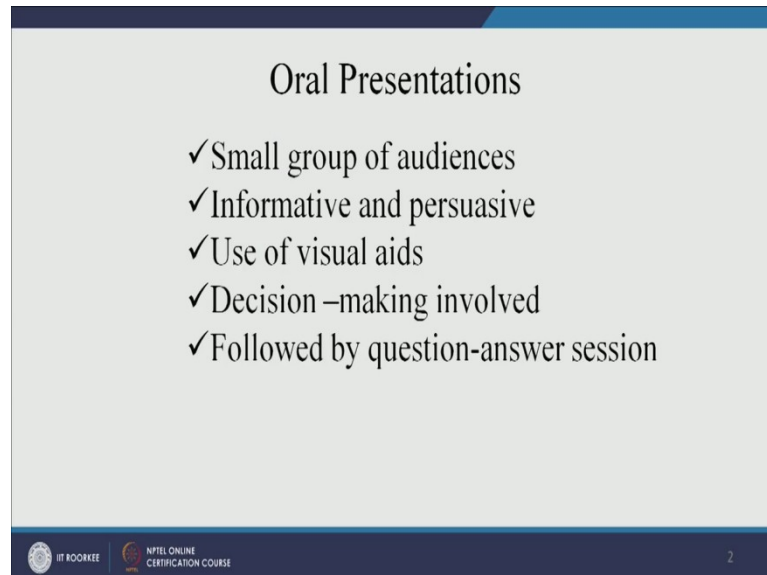 Oral Presentations
✓Small group of audiences
✓Informative and persuasive
✓Use of visual aids
✓Decision –making involved
✓Followed by question-answer session
IIT ROORKEE
NPTEL ONLINE
CERTIFICATION COURSE
2